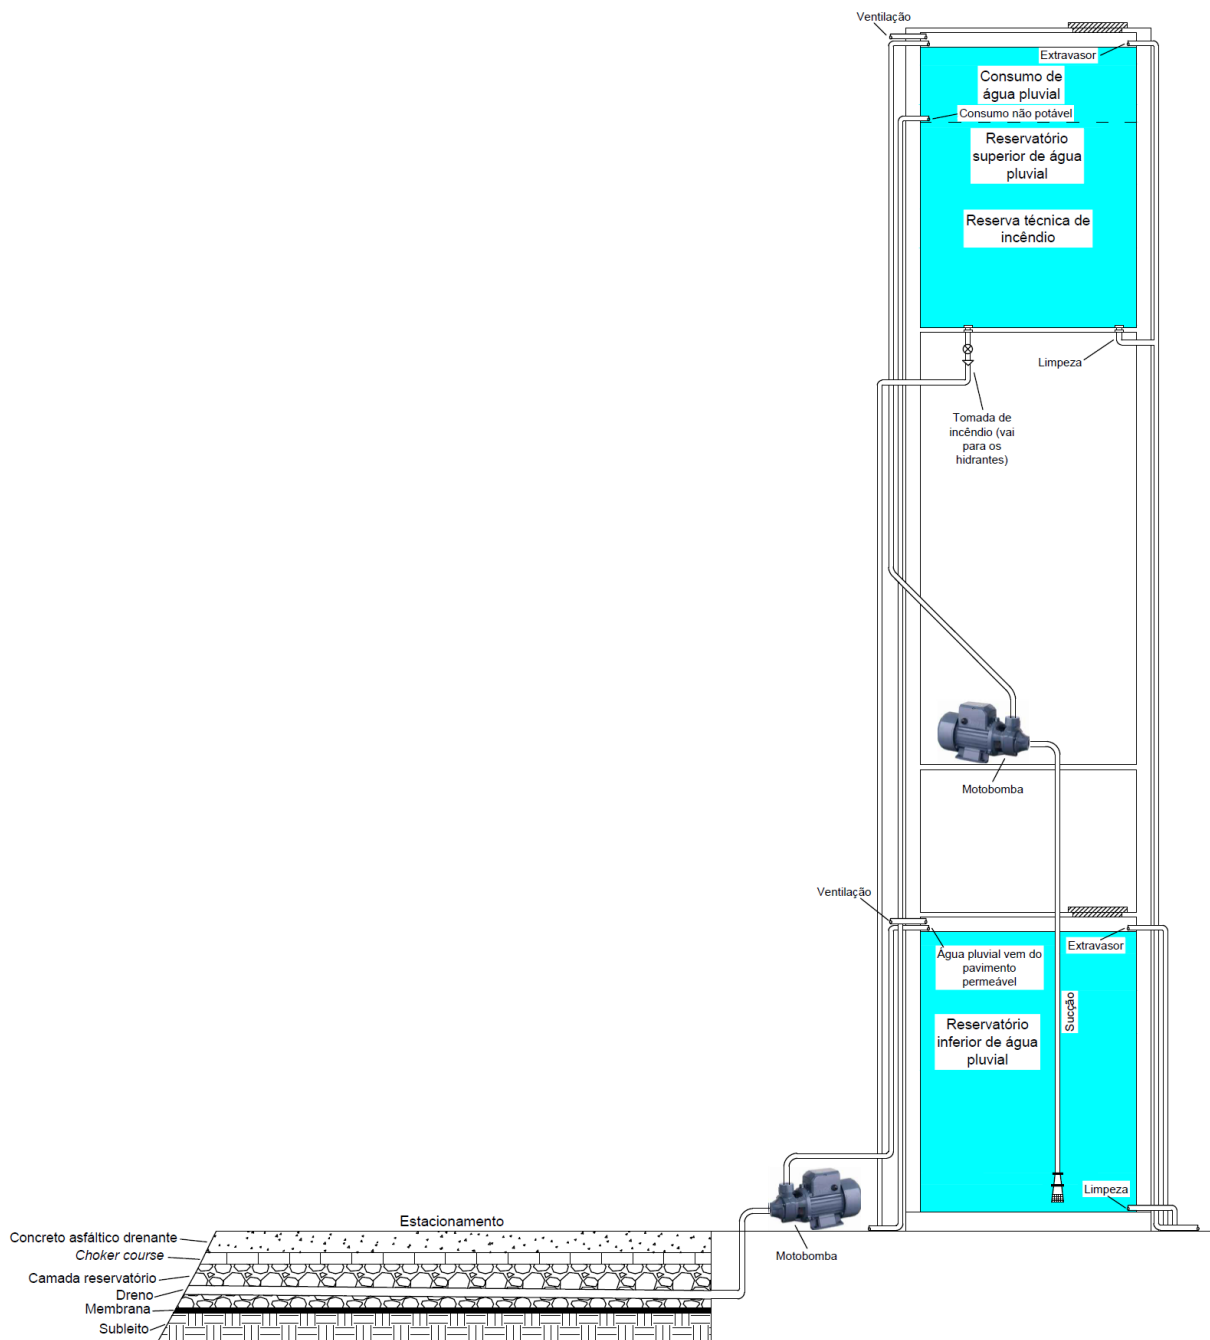 Ventilação
Extravasor
Consumo de
água pluvial
Consumo não potável
Reservatório
superior de água
pluvial
Reserva técnica de
incêndio
Limpeza
Tomada de
incêndio (vai
para os
hidrantes)
Motobomba
Ventilação
Extravasor
Água pluvial vem do
pavimento
permeável
Sucção
Reservatório
inferior de água
pluvial
Limpeza
Estacionamento
Motobomba
Concreto asfáltico drenante
Choker course
Camada reservatório
Dreno
Membrana
Subleito